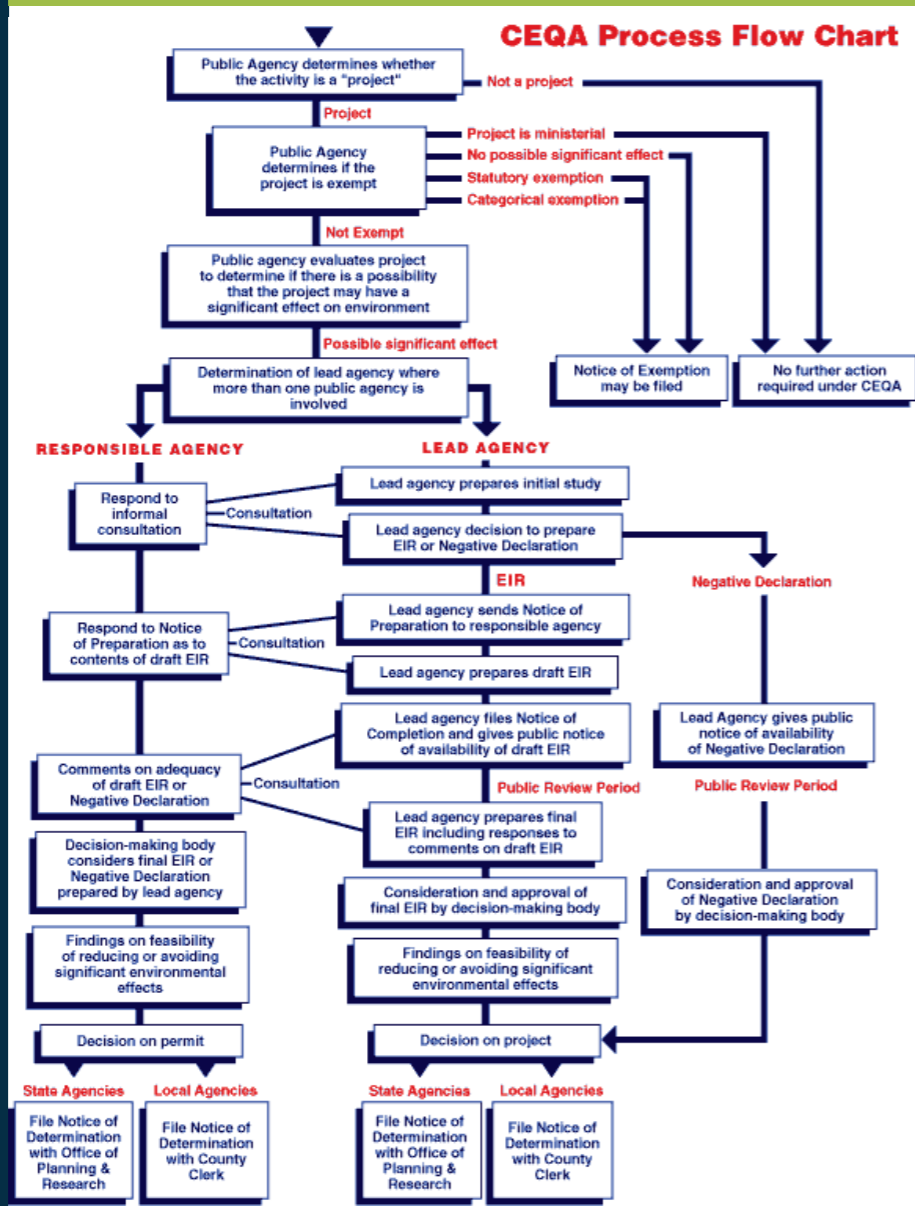 CEQA Process Flow Chart
Public Agency determines whether
the activity is a "project"
Not a project
Project
Public Agency
determines if the
project is exempt
Project is ministerial
No possible significant effect
Statutory exemption
Categorical exemption
Not Exempt
Public agency evaluates project
to determine if there is a possibility
that the project may have a
significant effect on environment
Possible significant effect
Notice of Exemption
may be filed
No further action
required under CEQA
Determination of lead agency where
more than one public agency is
involved
RESPONSIBLE AGENCY
LEAD AGENCY
Respond to
informal
consultation
Consultation
Lead agency prepares initial study
Lead agency decision to prepare
EIR or Negative Declaration
EIR
Negative Declaration
Respond to Notice
of Preparation as to
contents of draft EIR
Consultation
Lead agency sends Notice of
Preparation to responsible agency
Lead agency prepares draft EIR
Lead agency files Notice of
Completion and gives public notice
of availability of draft EIR
Lead Agency gives public
notice of availability
of Negative Declaration
Comments on adequacy
of draft EIR or
Negative Declaration
Consultation
Public Review Period
Public Review Period
Lead agency prepares final
EIR including responses to
comments on draft EIR
Decision-making body
considers final EIR or
Negative Declaration
prepared by lead agency
Consideration and approval of
final EIR by decision-making body
Consideration and approval
of Negative Declaration
by decision-making body
Findings on feasibility
of reducing or avoiding
significant environmental
effects
Findings on feasibility of
reducing or avoiding significant
environmental effects
Decision on permit
Decision on project
State Agencies
Local Agencies
State Agencies
Local Agencies
File Notice of
Determination
with Office of
Planning &
Research
File Notice of
Determination
with County
Clerk
File Notice of
Determination
with Office of
Planning &
Research
File Notice of
Determination
with County
Clerk